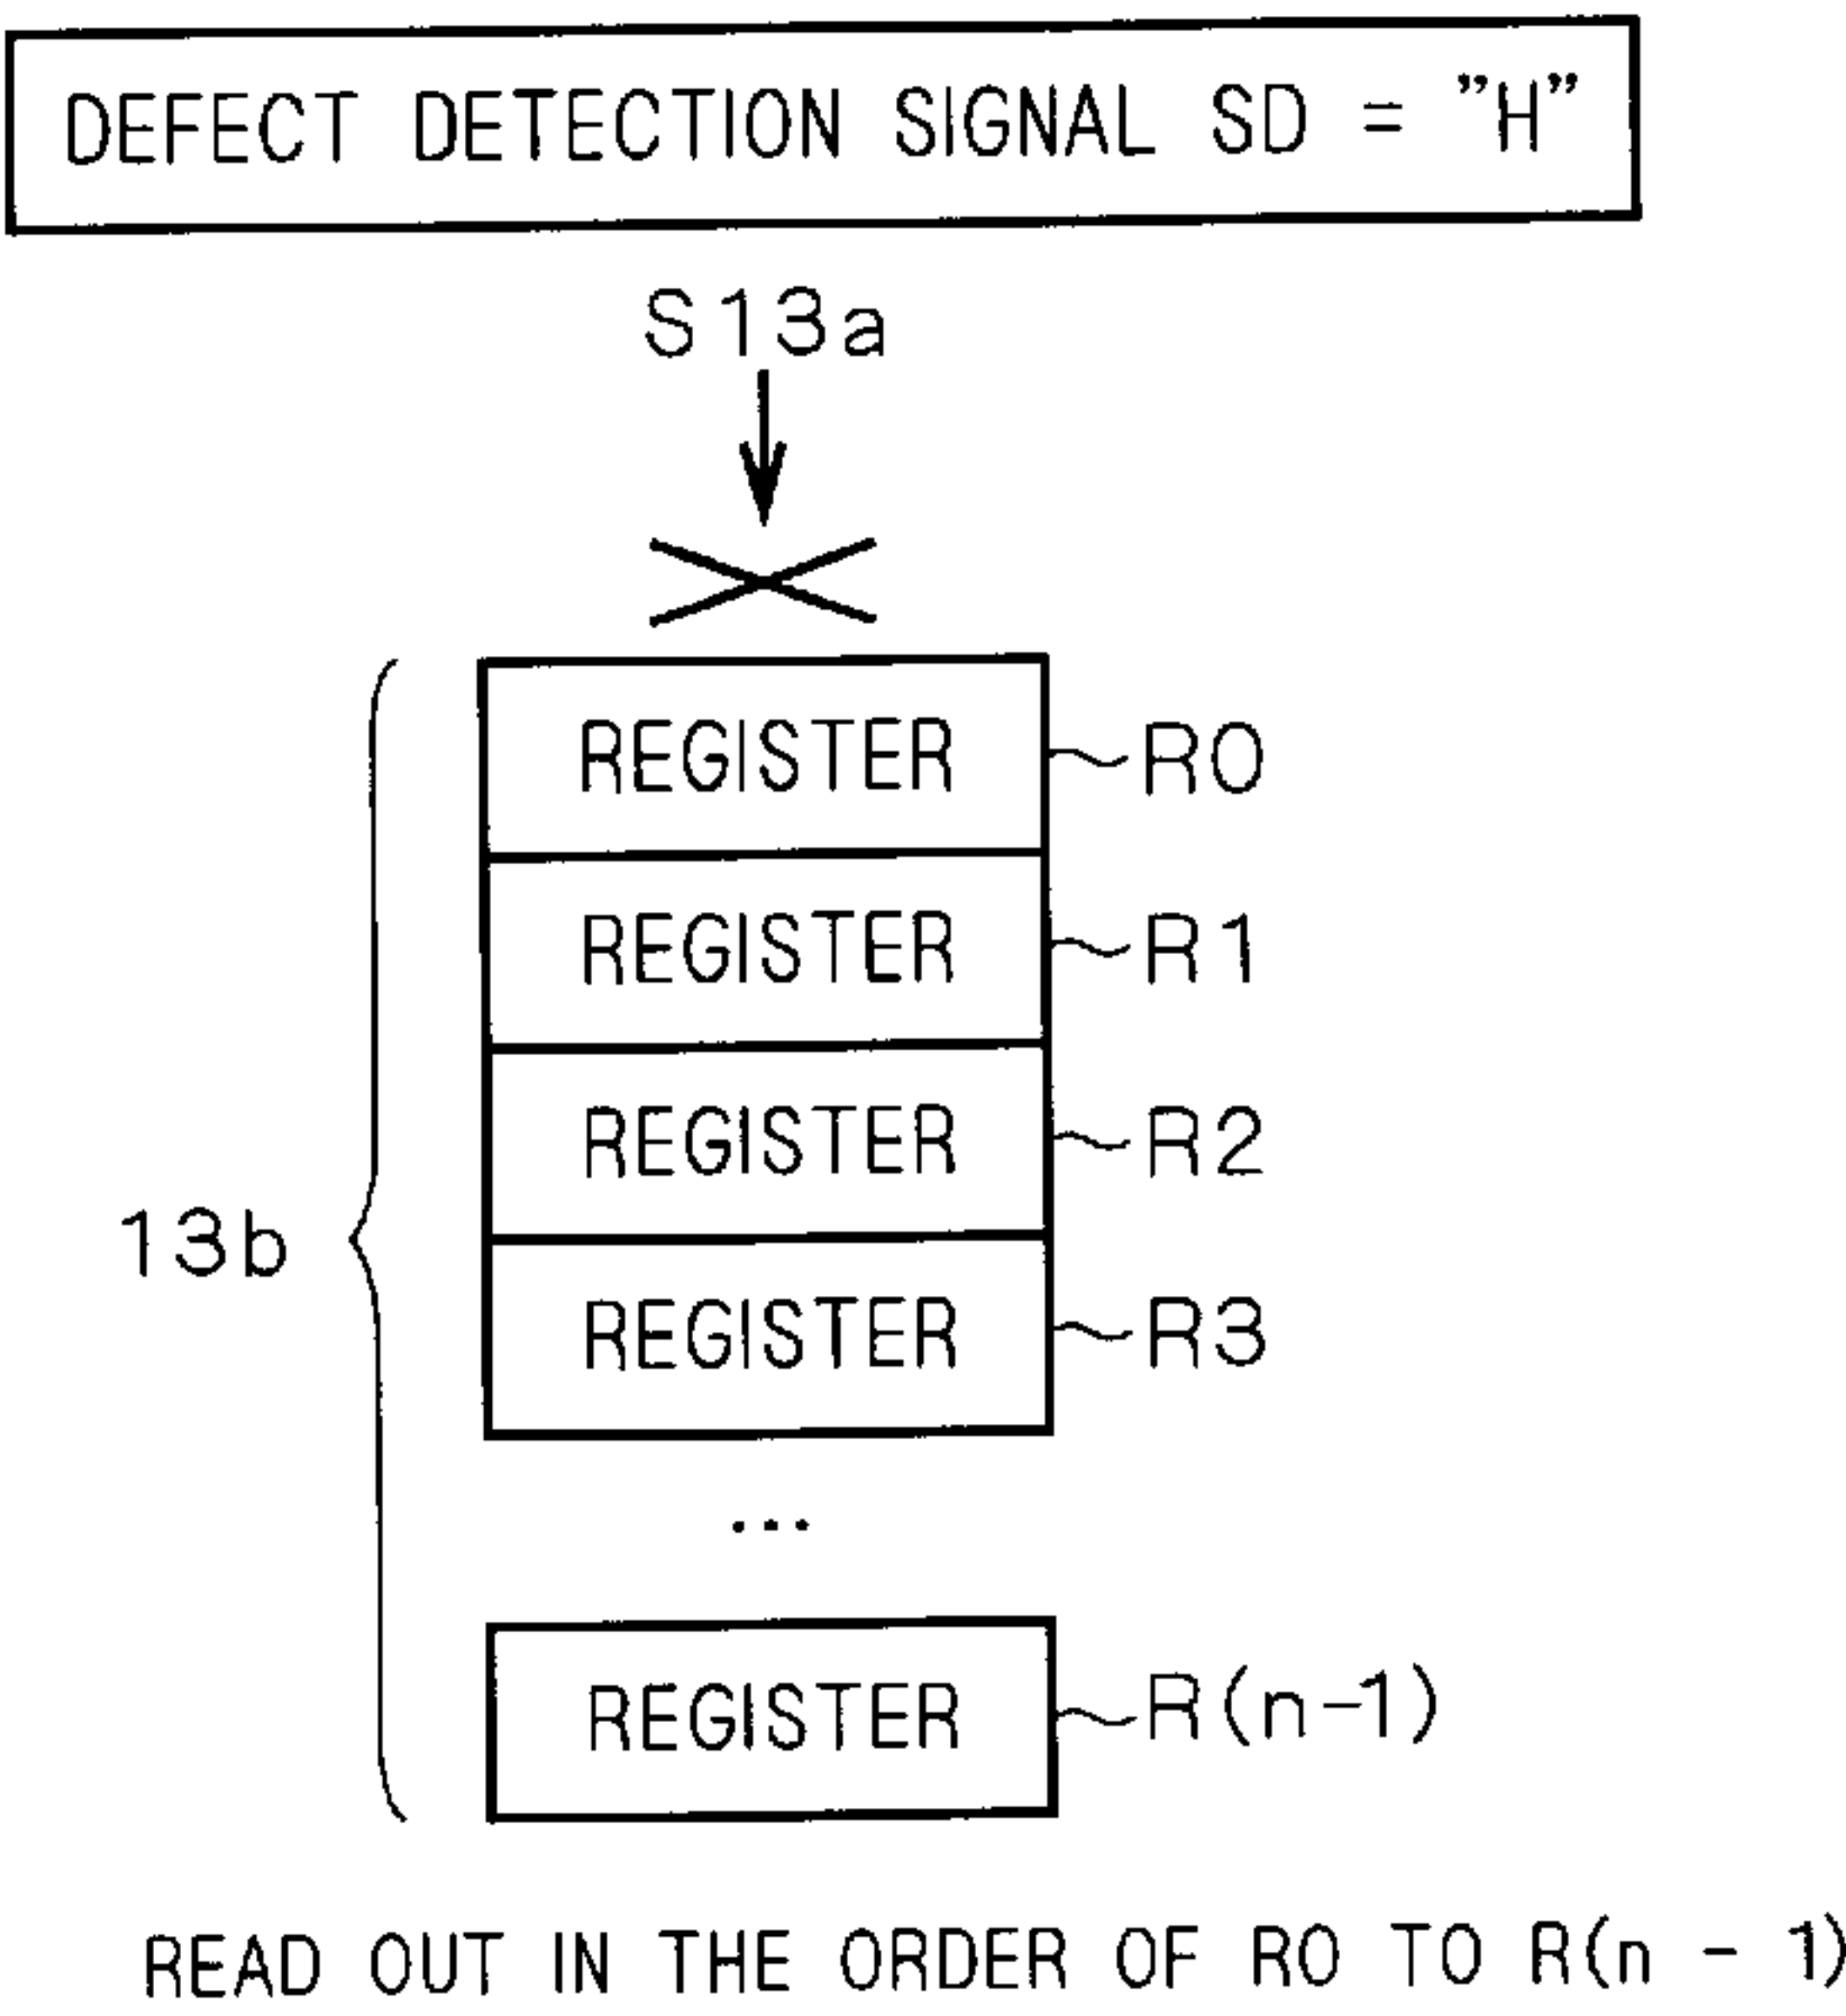 DEFECT DETECTION SIGNAL SD = "H"
S13a
REGISTER R0
REGISTER R1
REGISTER R2
13b
REGISTER R3
...
REGISTER R(n-1)
READ OUT IN THE ORDER OF R0 TO R(n - 1)